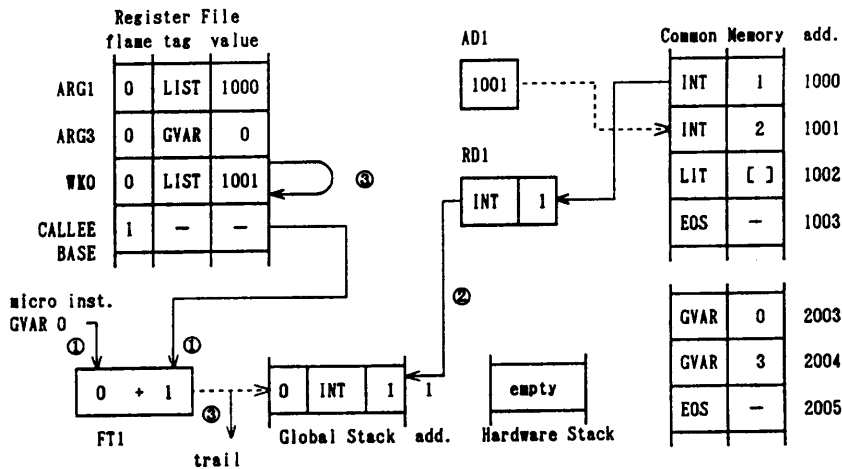 Register File
flame tag value
ARG1 0 LIST 1000
ARG3 0 GVAR 0
WK0 0 LIST 1001
③
CALLEE BASE 1 - -
AD1
1001
RD1
INT 1
Common Memory add.
INT 1 1000
INT 2 1001
LIT [ ] 1002
EOS - 1003
②
micro inst.
GVAR 0
① ①
0 + 1
FT1
③
trail
0 INT 1 1
Global Stack add.
empty
Hardware Stack
GVAR 0 2003
GVAR 3 2004
EOS - 2005